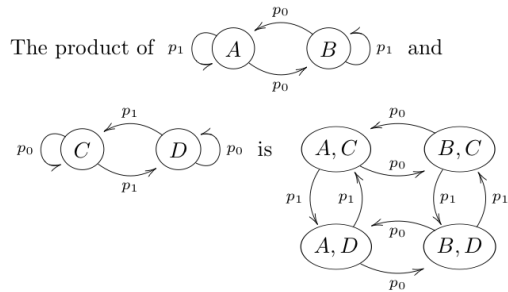 p₀
The product of p₁ A B p₁ and
p₀
p₁ p₀
p₀ C D p₀ is A, C B, C
p₁ p₀
p₁ p₁ p₁ p₁
p₀
A, D B, D
p₀